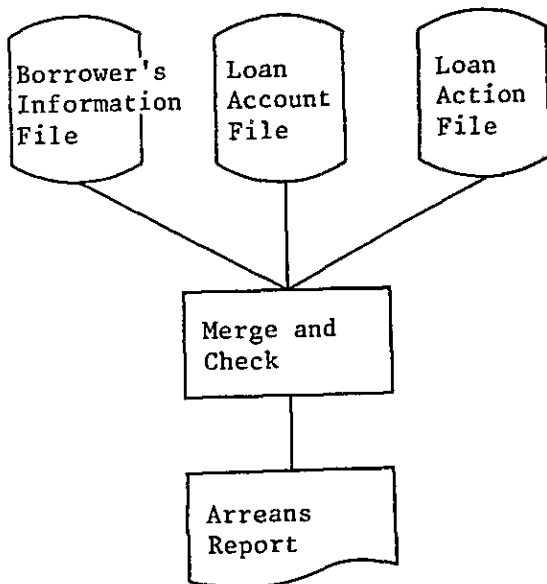 Borrower's
Information
File
Loan
Account
File
Loan
Action
File
Merge and
Check
Arreans
Report